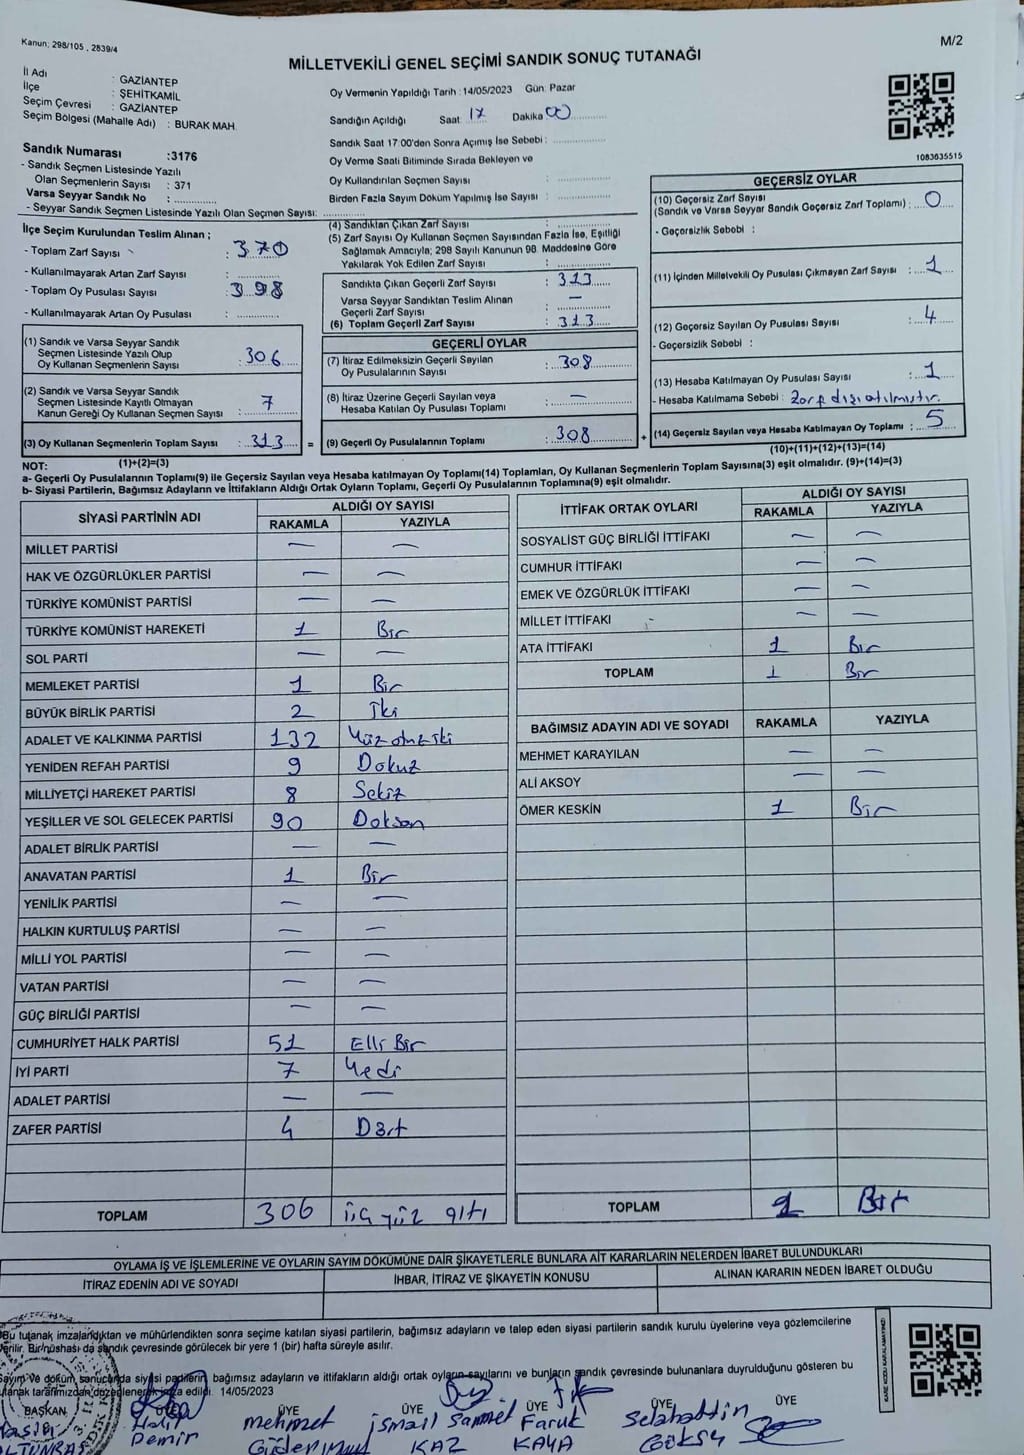 Kanun: 298/105 , 2839/4
M/2
MİLLETVEKİLİ GENEL SEÇİMİ SANDIK SONUÇ TUTANAĞI
İl Adı : GAZİANTEP
İlçe : ŞEHİTKAMİL
Seçim Çevresi : GAZİANTEP
Seçim Bölgesi (Mahalle Adı) : BURAK MAH.
Sandık Numarası :3176
- Sandık Seçmen Listesinde Yazılı
Olan Seçmenlerin Sayısı : 371
Varsa Seyyar Sandık No :
- Seyyar Sandık Seçmen Listesinde Yazılı Olan Seçmen Sayısı:
Oy Vermenin Yapıldığı Tarih :14/05/2023 Gün: Pazar
Sandığın Açıldığı Saat 17 Dakika 00
Sandık Saat 17:00'den Sonra Açılmış İse Sebebi :
Oy Verme Saati Bitiminde Sırada Bekleyen ve
Oy Kullandırılan Seçmen Sayısı :
Birden Fazla Sayım Döküm Yapılmış İse Sayısı :
1083635515
İlçe Seçim Kurulundan Teslim Alınan ;
- Toplam Zarf Sayısı : 370
- Kullanılmayarak Artan Zarf Sayısı :
- Toplam Oy Pusulası Sayısı : 398
- Kullanılmayarak Artan Oy Pusulası :
(4) Sandıktan Çıkan Zarf Sayısı :
(5) Zarf Sayısı Oy Kullanan Seçmen Sayısından Fazla İse, Eşitliği
Sağlamak Amacıyla; 298 Sayılı Kanunun 98. Maddesine Göre
Yakılarak Yok Edilen Zarf Sayısı :
Sandıkta Çıkan Geçerli Zarf Sayısı : 313
Varsa Seyyar Sandıktan Teslim Alınan
Geçerli Zarf Sayısı : —
(6) Toplam Geçerli Zarf Sayısı : 313
GEÇERSİZ OYLAR
(10) Geçersiz Zarf Sayısı
(Sandık ve Varsa Seyyar Sandık Geçersiz Zarf Toplamı) : 0
- Geçersizlik Sebebi :
(11) İçinden Milletvekili Oy Pusulası Çıkmayan Zarf Sayısı : 1
(12) Geçersiz Sayılan Oy Pusulası Sayısı : 4
- Geçersizlik Sebebi :
(13) Hesaba Katılmayan Oy Pusulası Sayısı : 1
- Hesaba Katılmama Sebebi : Zarf dışı atılmıştır.
(14) Geçersiz Sayılan veya Hesaba Katılmayan Oy Toplamı : 5
(10)+(11)+(12)+(13)=(14)
(1) Sandık ve Varsa Seyyar Sandık
Seçmen Listesinde Yazılı Olup
Oy Kullanan Seçmenlerin Sayısı : 306
(2) Sandık ve Varsa Seyyar Sandık
Seçmen Listesinde Kayıtlı Olmayan
Kanun Gereği Oy Kullanan Seçmen Sayısı : 7
(3) Oy Kullanan Seçmenlerin Toplam Sayısı : 313 =
(1)+(2)=(3)
GEÇERLİ OYLAR
(7) İtiraz Edilmeksizin Geçerli Sayılan
Oy Pusulalarının Sayısı : 308
(8) İtiraz Üzerine Geçerli Sayılan veya
Hesaba Katılan Oy Pusulası Toplamı : —
(9) Geçerli Oy Pusulalarının Toplamı : 308 +
NOT:
a- Geçerli Oy Pusulalarının Toplamı(9) ile Geçersiz Sayılan veya Hesaba katılmayan Oy Toplamı(14) Toplamları, Oy Kullanan Seçmenlerin Toplam Sayısına(3) eşit olmalıdır. (9)+(14)=(3)
b- Siyasi Partilerin, Bağımsız Adayların ve İttifakların Aldığı Ortak Oyların Toplamı, Geçerli Oy Pusulalarının Toplamına(9) eşit olmalıdır.
SİYASİ PARTİNİN ADI ALDIĞI OY SAYISI
RAKAMLA YAZIYLA
MİLLET PARTİSİ — —
HAK VE ÖZGÜRLÜKLER PARTİSİ — —
TÜRKİYE KOMÜNİST PARTİSİ — —
TÜRKİYE KOMÜNİST HAREKETİ 1 Bir
SOL PARTİ — —
MEMLEKET PARTİSİ 1 Bir
BÜYÜK BİRLİK PARTİSİ 2 İki
ADALET VE KALKINMA PARTİSİ 132 Yüz otuz iki
YENİDEN REFAH PARTİSİ 9 Dokuz
MİLLİYETÇİ HAREKET PARTİSİ 8 Sekiz
YEŞİLLER VE SOL GELECEK PARTİSİ 90 Doksan
ADALET BİRLİK PARTİSİ — —
ANAVATAN PARTİSİ 1 Bir
YENİLİK PARTİSİ — —
HALKIN KURTULUŞ PARTİSİ — —
MİLLİ YOL PARTİSİ — —
VATAN PARTİSİ — —
GÜÇ BİRLİĞİ PARTİSİ — —
CUMHURİYET HALK PARTİSİ 51 Elli Bir
İYİ PARTİ 7 Yedi
ADALET PARTİSİ — —
ZAFER PARTİSİ 4 Dört
TOPLAM 306 üç yüz altı
İTTİFAK ORTAK OYLARI ALDIĞI OY SAYISI
RAKAMLA YAZIYLA
SOSYALİST GÜÇ BİRLİĞİ İTTİFAKI — —
CUMHUR İTTİFAKI — —
EMEK VE ÖZGÜRLÜK İTTİFAKI — —
MİLLET İTTİFAKI — —
ATA İTTİFAKI 1 Bir
TOPLAM 1 Bir
BAĞIMSIZ ADAYIN ADI VE SOYADI RAKAMLA YAZIYLA
MEHMET KARAYILAN — —
ALİ AKSOY — —
ÖMER KESKİN 1 Bir
TOPLAM 1 Bir
OYLAMA İŞ VE İŞLEMLERİNE VE OYLARIN SAYIM DÖKÜMÜNE DAİR ŞİKAYETLERLE BUNLARA AİT KARARLARIN NELERDEN İBARET BULUNDUKLARI
İTİRAZ EDENİN ADI VE SOYADI İHBAR, İTİRAZ VE ŞİKAYETİN KONUSU ALINAN KARARIN NEDEN İBARET OLDUĞU
Bu tutanak imzalandıktan ve mühürlendikten sonra seçime katılan siyasi partilerin, bağımsız adayların ve talep eden siyasi partilerin sandık kurulu üyelerine veya gözlemcilerine
verilir. Bir nüshası da sandık çevresinde görülecek bir yere 1 (bir) hafta süreyle asılır.
Sayım ve döküm sonucunda siyasi partilerin, bağımsız adayların ve ittifakların aldığı ortak oyların sayılarını ve bunların sandık çevresinde bulunanlara duyrulduğunu gösteren bu
tutanak tarafımızdan düzenlenerek imza edildi. 14/05/2023
BAŞKAN ÜYE ÜYE ÜYE ÜYE ÜYE
Halil Mehmet İsmail Samet Faruk Selahattin
Demir KAZ KAYA Göksu